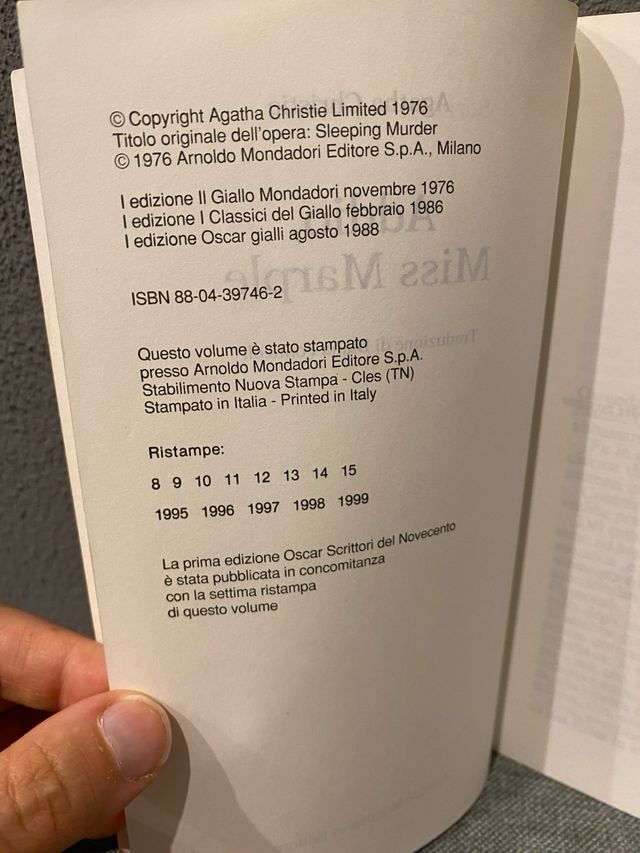 © Copyright Agatha Christie Limited 1976
Titolo originale dell'opera: Sleeping Murder
© 1976 Arnoldo Mondadori Editore S.p.A., Milano
I edizione Il Giallo Mondadori novembre 1976
I edizione I Classici del Giallo febbraio 1986
I edizione Oscar gialli agosto 1988
ISBN 88-04-39746-2
Questo volume è stato stampato
presso Arnoldo Mondadori Editore S.p.A.
Stabilimento Nuova Stampa - Cles (TN)
Stampato in Italia - Printed in Italy
Ristampe:
8 9 10 11 12 13 14 15
1995 1996 1997 1998 1999
La prima edizione Oscar Scrittori del Novecento
è stata pubblicata in concomitanza
con la settima ristampa
di questo volume
Agatha Christie
Miss Marple